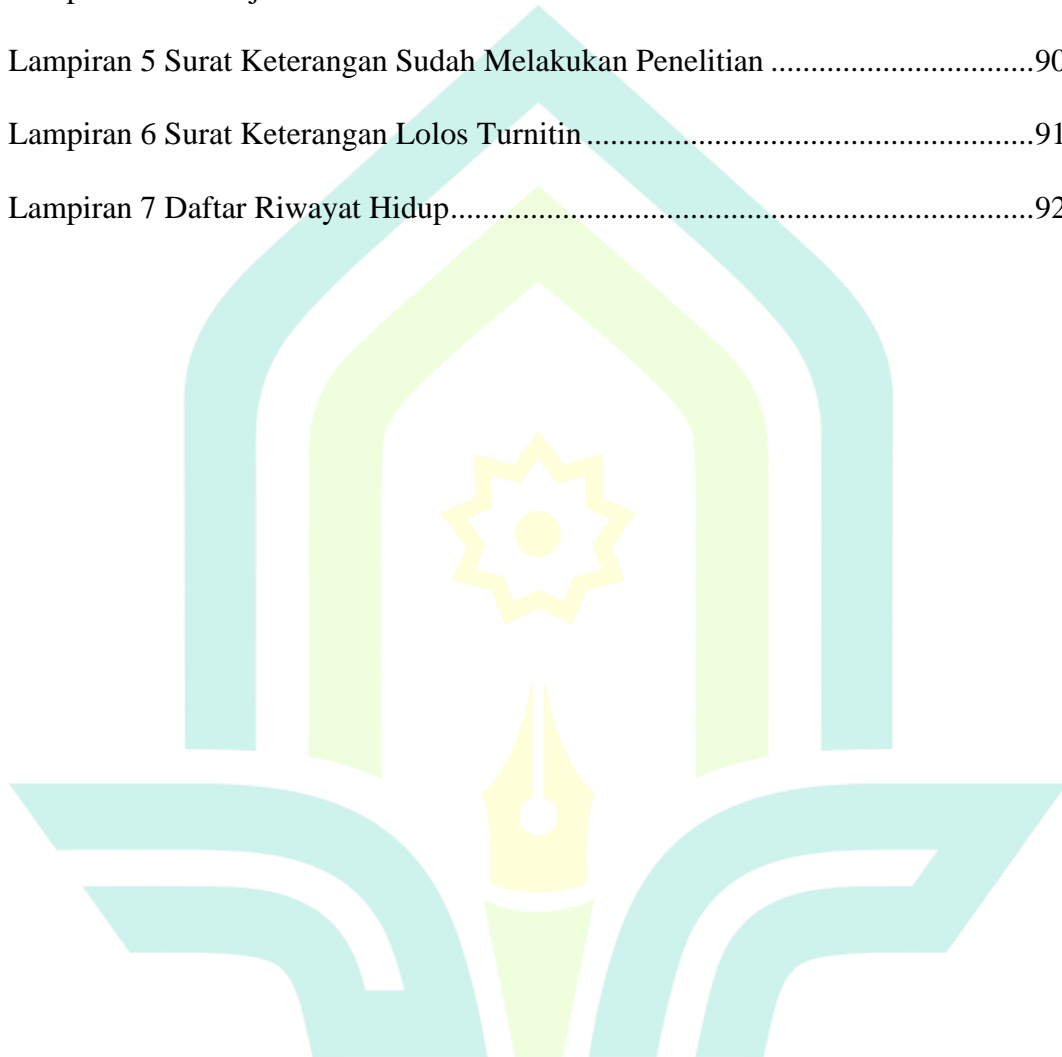 Lampiran 5 Surat Keterangan Sudah Melakukan Penelitian ................................90
Lampiran 6 Surat Keterangan Lolos Turnitin ......................................................91
Lampiran 7 Daftar Riwayat Hidup.......................................................................92